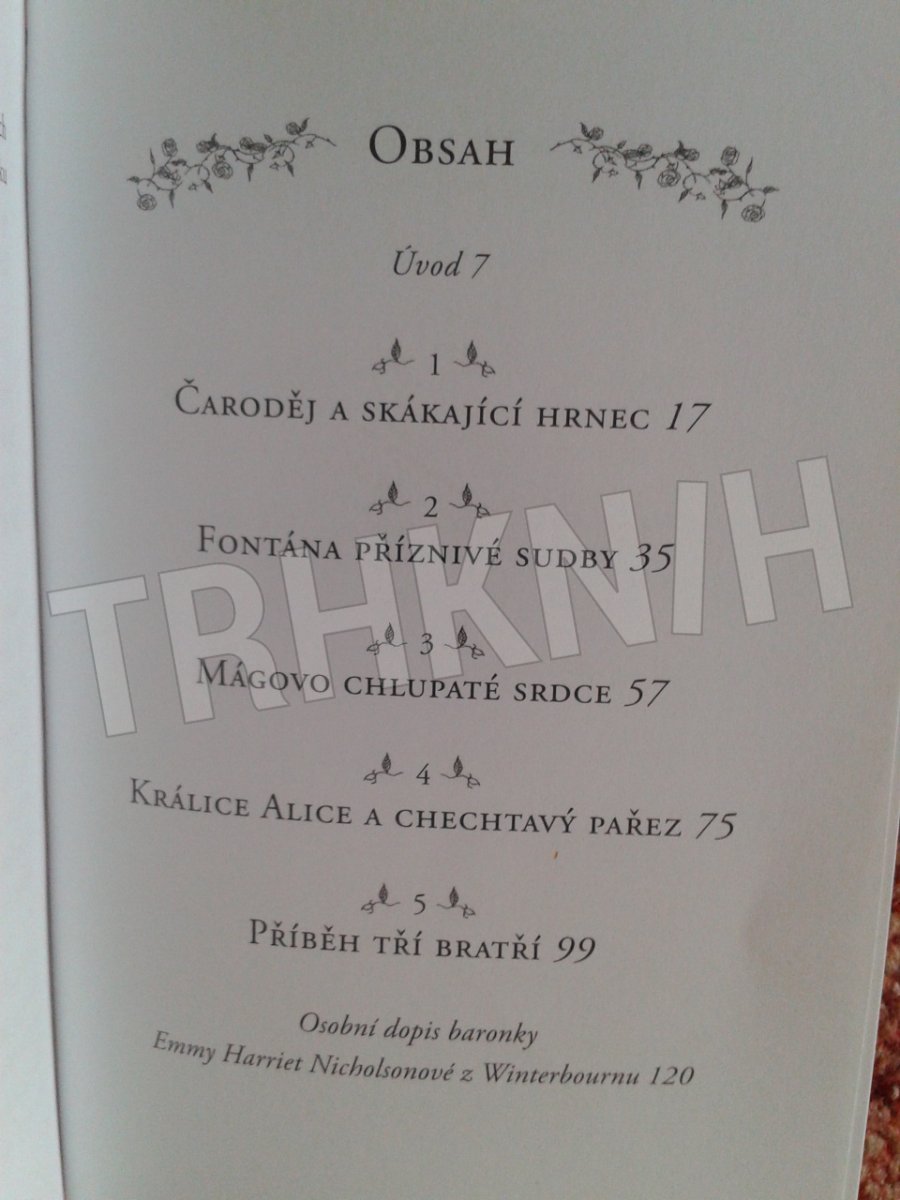 Obsah
Úvod 7
1
Čaroděj a skákající hrnec 17
2
Fontána příznivé sudby 35
3
Mágovo chlupaté srdce 57
4
Králice Alice a chechtavý pařez 75
5
Příběh tří bratří 99
Osobní dopis baronky
Emmy Harriet Nicholsonové z Winterbournu 120
TRHKNIH